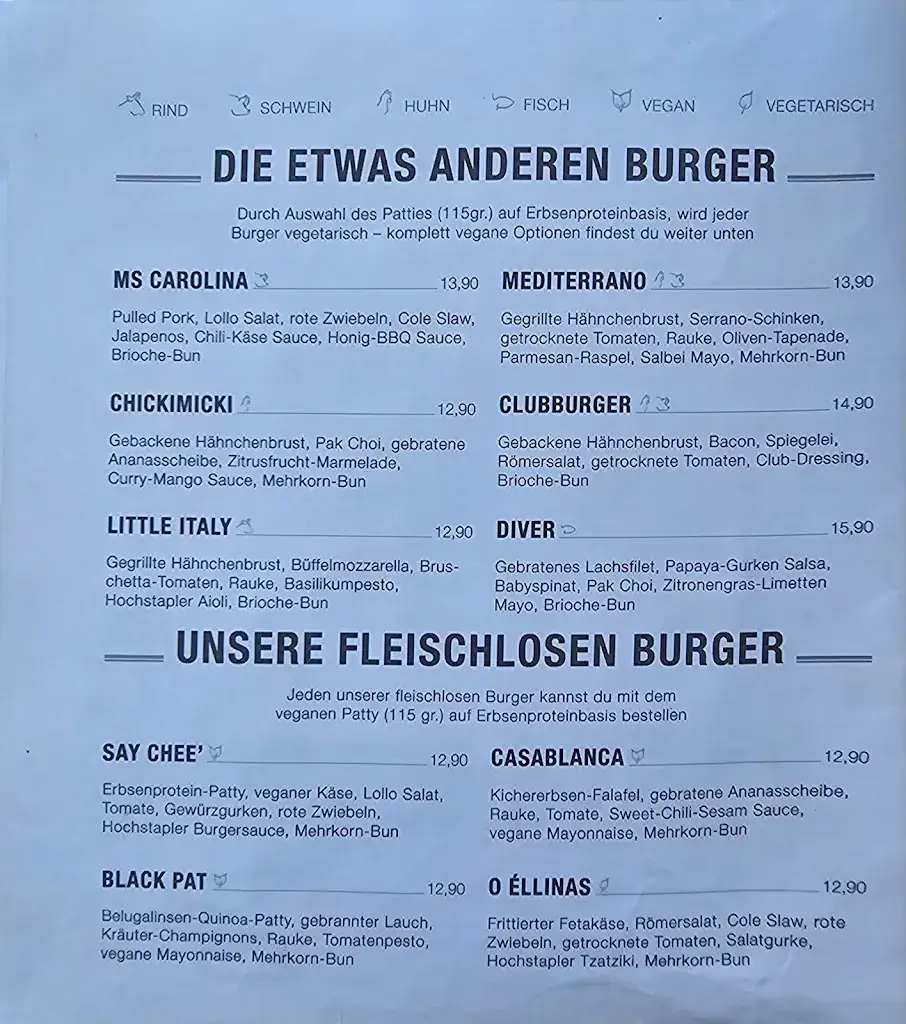 RIND SCHWEIN HUHN FISCH VEGAN VEGETARISCH
DIE ETWAS ANDEREN BURGER
Durch Auswahl des Patties (115gr.) auf Erbsenproteinbasis, wird jeder
Burger vegetarisch – komplett vegane Optionen findest du weiter unten
MS CAROLINA 13,90
Pulled Pork, Lollo Salat, rote Zwiebeln, Cole Slaw,
Jalapenos, Chili-Käse Sauce, Honig-BBQ Sauce,
Brioche-Bun
MEDITERRANO 13,90
Gegrillte Hähnchenbrust, Serrano-Schinken,
getrocknete Tomaten, Rauke, Oliven-Tapenade,
Parmesan-Raspel, Salbei Mayo, Mehrkorn-Bun
CHICKIMICKI 12,90
Gebackene Hähnchenbrust, Pak Choi, gebratene
Ananasscheibe, Zitrusfrucht-Marmelade,
Curry-Mango Sauce, Mehrkorn-Bun
CLUBBURGER 14,90
Gebackene Hähnchenbrust, Bacon, Spiegelei,
Römersalat, getrocknete Tomaten, Club-Dressing,
Brioche-Bun
LITTLE ITALY 12,90
Gegrillte Hähnchenbrust, Büffelmozzarella, Brus-
chetta-Tomaten, Rauke, Basilikumpesto,
Hochstapler Aioli, Brioche-Bun
DIVER 15,90
Gebratenes Lachsfilet, Papaya-Gurken Salsa,
Babyspinat, Pak Choi, Zitronengras-Limetten
Mayo, Brioche-Bun
UNSERE FLEISCHLOSEN BURGER
Jeden unserer fleischlosen Burger kannst du mit dem
veganen Patty (115 gr.) auf Erbsenproteinbasis bestellen
SAY CHEE' 12,90
Erbsenprotein-Patty, veganer Käse, Lollo Salat,
Tomate, Gewürzgurken, rote Zwiebeln,
Hochstapler Burgersauce, Mehrkorn-Bun
CASABLANCA 12,90
Kichererbsen-Falafel, gebratene Ananasscheibe,
Rauke, Tomate, Sweet-Chili-Sesam Sauce,
vegane Mayonnaise, Mehrkorn-Bun
BLACK PAT 12,90
Belugalinsen-Quinoa-Patty, gebrannter Lauch,
Kräuter-Champignons, Rauke, Tomatenpesto,
vegane Mayonnaise, Mehrkorn-Bun
O ÉLLINAS 12,90
Frittierter Fetakäse, Römersalat, Cole Slaw, rote
Zwiebeln, getrocknete Tomaten, Salatgurke,
Hochstapler Tzatziki, Mehrkorn-Bun